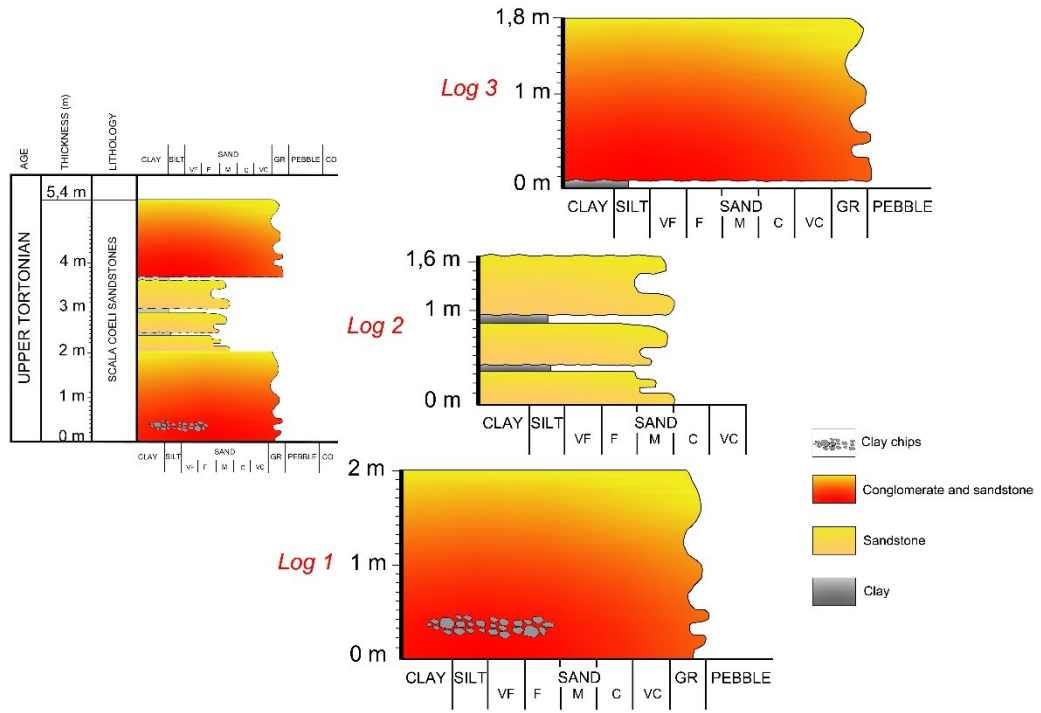 AGE
THICKNESS (m)
LITHOLOGY
SAND
CLAY SILT GR PEBBLE CO
VF F M C VC
5,4 m
4 m
3 m
2 m
1 m
0 m
UPPER TORTONIAN
SCALA COELI SANDSTONES
CLAY SILT SAND GR PEBBLE CO
VF F M C VC
Log 3
1,8 m
1 m
0 m
CLAY SILT SAND GR PEBBLE
VF F M C VC
Log 2
1,6 m
1 m
0 m
CLAY SILT SAND
VF F M C VC
Log 1
2 m
1 m
0 m
CLAY SILT SAND GR PEBBLE
VF F M C VC
Clay chips
Conglomerate and sandstone
Sandstone
Clay